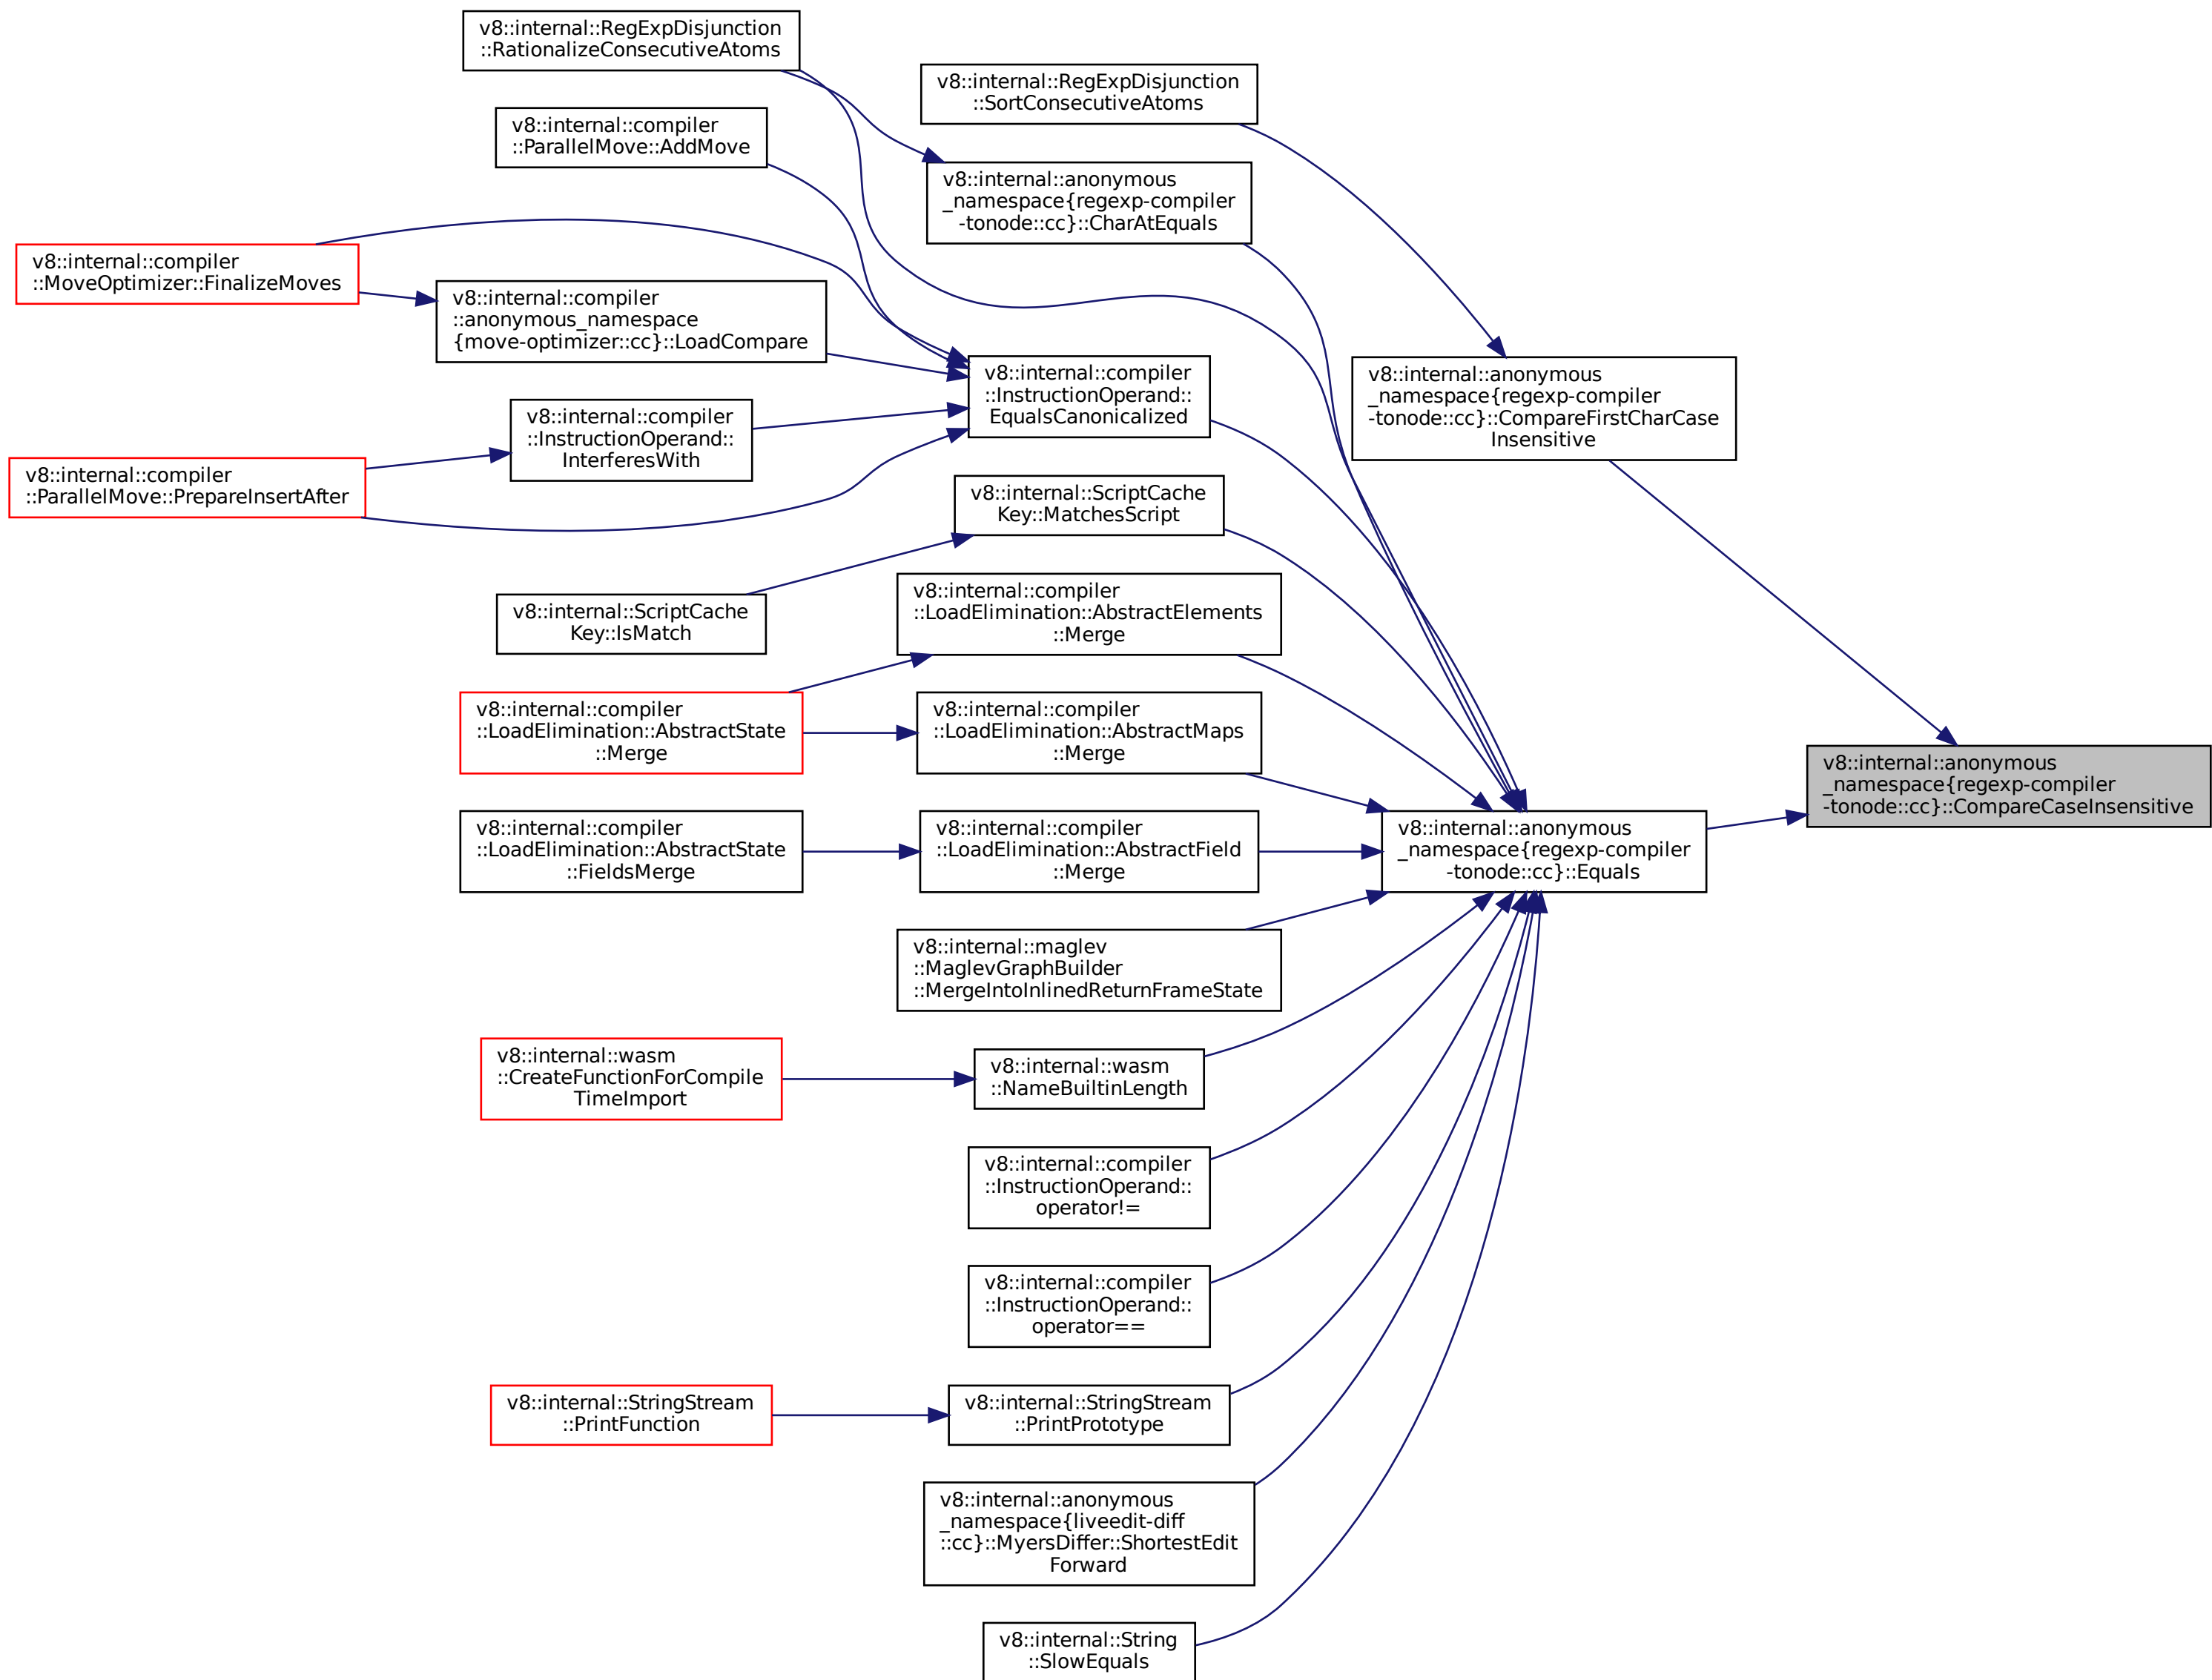 v8::internal::RegExpDisjunction
::RationalizeConsecutiveAtoms
v8::internal::RegExpDisjunction
::SortConsecutiveAtoms
v8::internal::compiler
::ParallelMove::AddMove
v8::internal::anonymous
_namespace{regexp-compiler
-tonode::cc}::CharAtEquals
v8::internal::compiler
::MoveOptimizer::FinalizeMoves
v8::internal::compiler
::anonymous_namespace
{move-optimizer::cc}::LoadCompare
v8::internal::compiler
::InstructionOperand::
EqualsCanonicalized
v8::internal::anonymous
_namespace{regexp-compiler
-tonode::cc}::CompareFirstCharCase
Insensitive
v8::internal::compiler
::InstructionOperand::
InterferesWith
v8::internal::compiler
::ParallelMove::PrepareInsertAfter
v8::internal::ScriptCache
Key::MatchesScript
v8::internal::ScriptCache
Key::IsMatch
v8::internal::compiler
::LoadElimination::AbstractElements
::Merge
v8::internal::compiler
::LoadElimination::AbstractState
::Merge
v8::internal::compiler
::LoadElimination::AbstractMaps
::Merge
v8::internal::anonymous
_namespace{regexp-compiler
-tonode::cc}::CompareCaseInsensitive
v8::internal::compiler
::LoadElimination::AbstractState
::FieldsMerge
v8::internal::compiler
::LoadElimination::AbstractField
::Merge
v8::internal::anonymous
_namespace{regexp-compiler
-tonode::cc}::Equals
v8::internal::maglev
::MaglevGraphBuilder
::MergeIntoInlinedReturnFrameState
v8::internal::wasm
::CreateFunctionForCompile
TimeImport
v8::internal::wasm
::NameBuiltinLength
v8::internal::compiler
::InstructionOperand::
operator!=
v8::internal::compiler
::InstructionOperand::
operator==
v8::internal::StringStream
::PrintFunction
v8::internal::StringStream
::PrintPrototype
v8::internal::anonymous
_namespace{liveedit-diff
::cc}::MyersDiffer::ShortestEdit
Forward
v8::internal::String
::SlowEquals